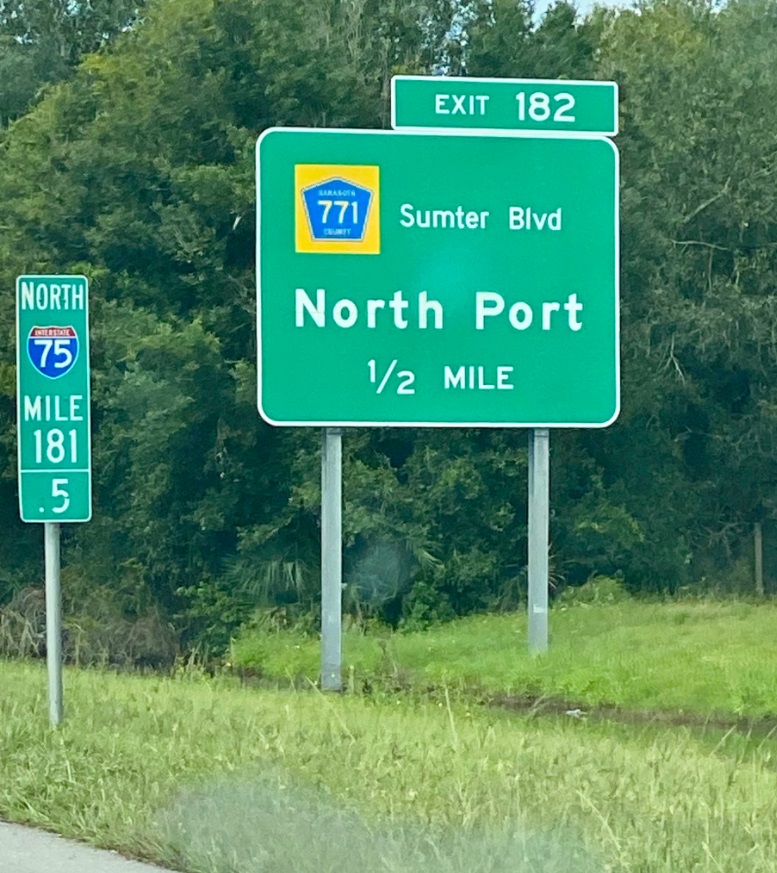 EXIT 182
SARASOTA
771
COUNTY
Sumter Blvd
North Port
1/2 MILE
NORTH
INTERSTATE
75
MILE
181
.5